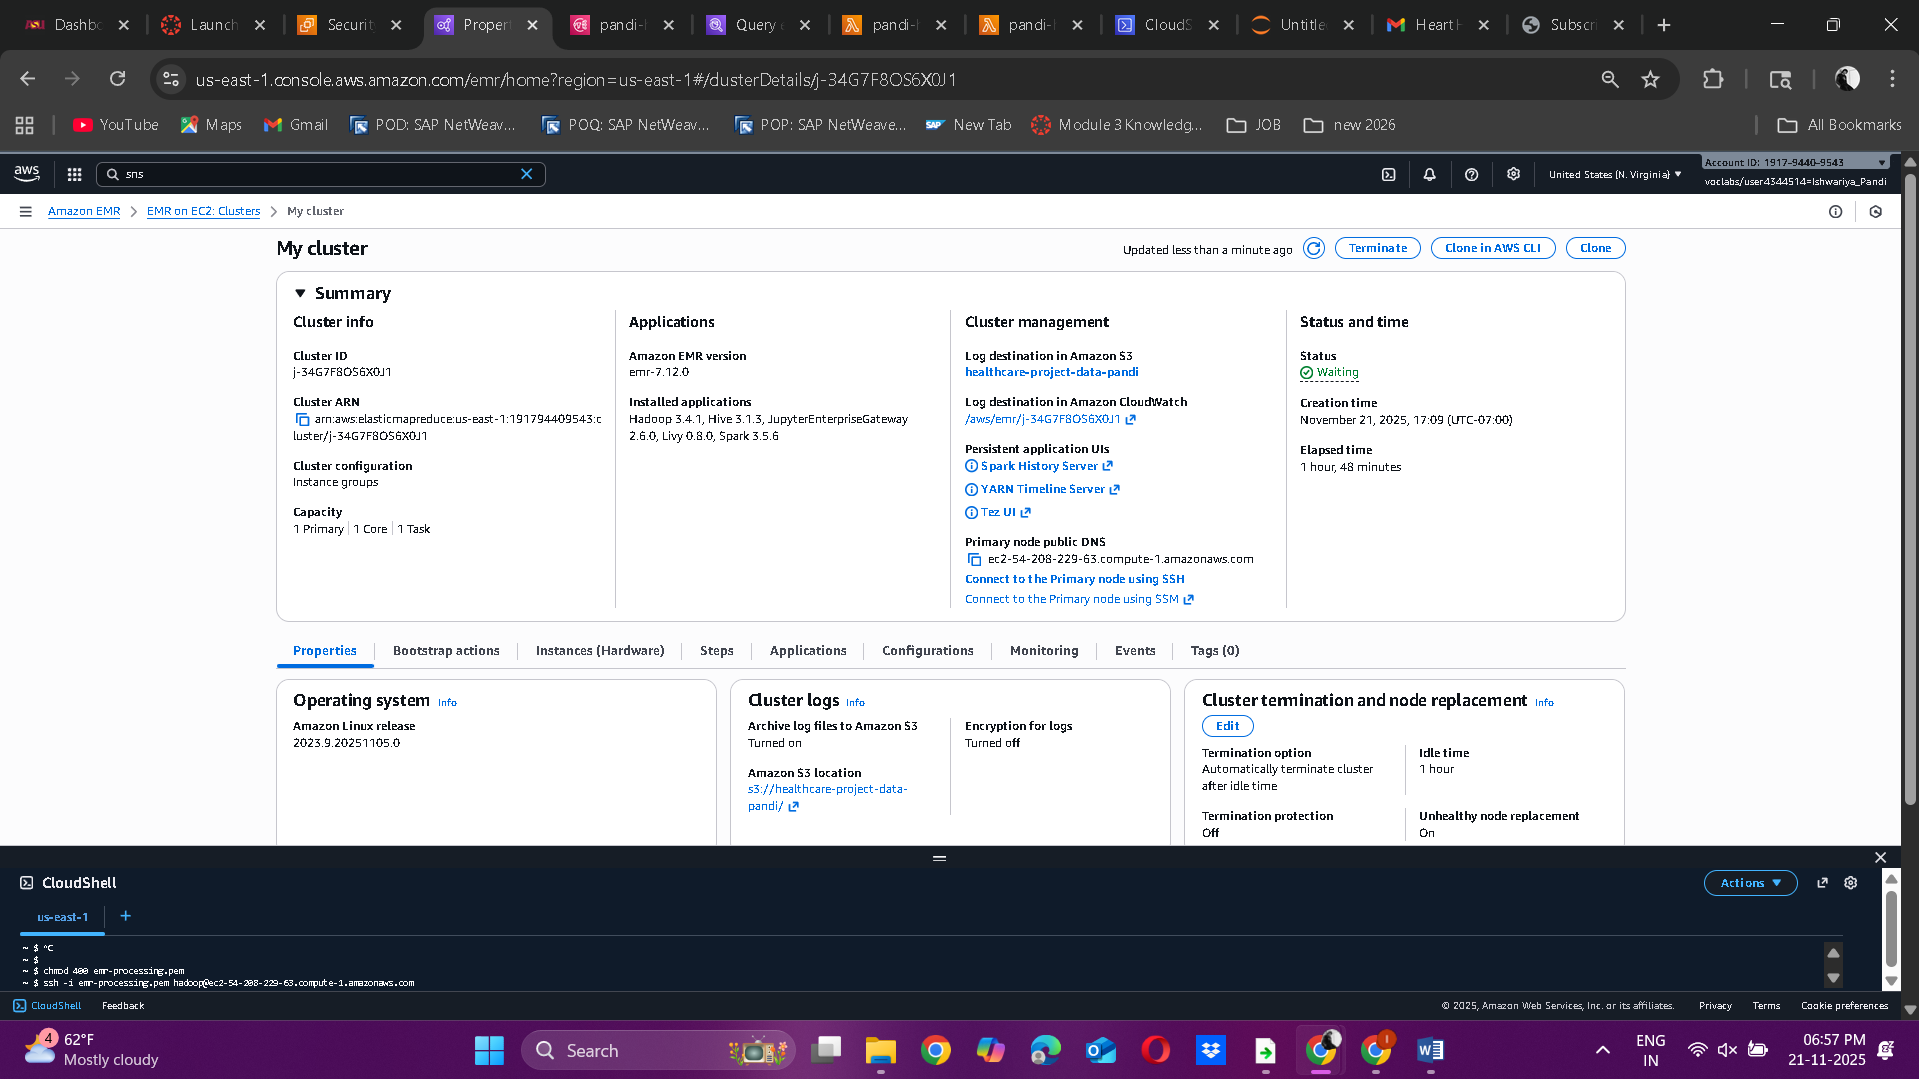 Dashbo
Launch
Securit
Propert
pandi-h
Query e
pandi-h
pandi-h
CloudS
Untitle
Heart H
Subscri
us-east-1.console.aws.amazon.com/emr/home?region=us-east-1#/clusterDetails/j-34G7F8OS6X0J1
YouTube
Maps
Gmail
POD: SAP NetWeav...
POQ: SAP NetWeav...
POP: SAP NetWeave...
New Tab
Module 3 Knowledg...
JOB
new 2026
All Bookmarks
aws
sns
United States (N. Virginia)
Account ID: 1917-9440-9543
voclabs/user4344514=Ishwariya_Pandi
Amazon EMR
EMR on EC2: Clusters
My cluster
My cluster
Updated less than a minute ago
Terminate
Clone in AWS CLI
Clone
Summary
Cluster info
Cluster ID
j-34G7F8OS6X0J1
Cluster ARN
arn:aws:elasticmapreduce:us-east-1:191794409543:c
luster/j-34G7F8OS6X0J1
Cluster configuration
Instance groups
Capacity
1 Primary | 1 Core | 1 Task
Applications
Amazon EMR version
emr-7.12.0
Installed applications
Hadoop 3.4.1, Hive 3.1.3, JupyterEnterpriseGateway
2.6.0, Livy 0.8.0, Spark 3.5.6
Cluster management
Log destination in Amazon S3
healthcare-project-data-pandi
Log destination in Amazon CloudWatch
/aws/emr/j-34G7F8OS6X0J1
Persistent application UIs
Spark History Server
YARN Timeline Server
Tez UI
Primary node public DNS
ec2-54-208-229-63.compute-1.amazonaws.com
Connect to the Primary node using SSH
Connect to the Primary node using SSM
Status and time
Status
Waiting
Creation time
November 21, 2025, 17:09 (UTC-07:00)
Elapsed time
1 hour, 48 minutes
Properties
Bootstrap actions
Instances (Hardware)
Steps
Applications
Configurations
Monitoring
Events
Tags (0)
Operating system Info
Amazon Linux release
2023.9.20251105.0
Cluster logs Info
Archive log files to Amazon S3
Turned on
Amazon S3 location
s3://healthcare-project-data-
pandi/
Encryption for logs
Turned off
Cluster termination and node replacement Info
Edit
Termination option
Automatically terminate cluster
after idle time
Idle time
1 hour
Termination protection
Off
Unhealthy node replacement
On
CloudShell
Actions
us-east-1
+
~ $ ^C
~ $
~ $ chmod 400 emr-processing.pem
~ $ ssh -i emr-processing.pem hadoop@ec2-54-208-229-63.compute-1.amazonaws.com
CloudShell
Feedback
© 2025, Amazon Web Services, Inc. or its affiliates.
Privacy
Terms
Cookie preferences
4
62°F
Mostly cloudy
Search
ENG
IN
06:57 PM
21-11-2025